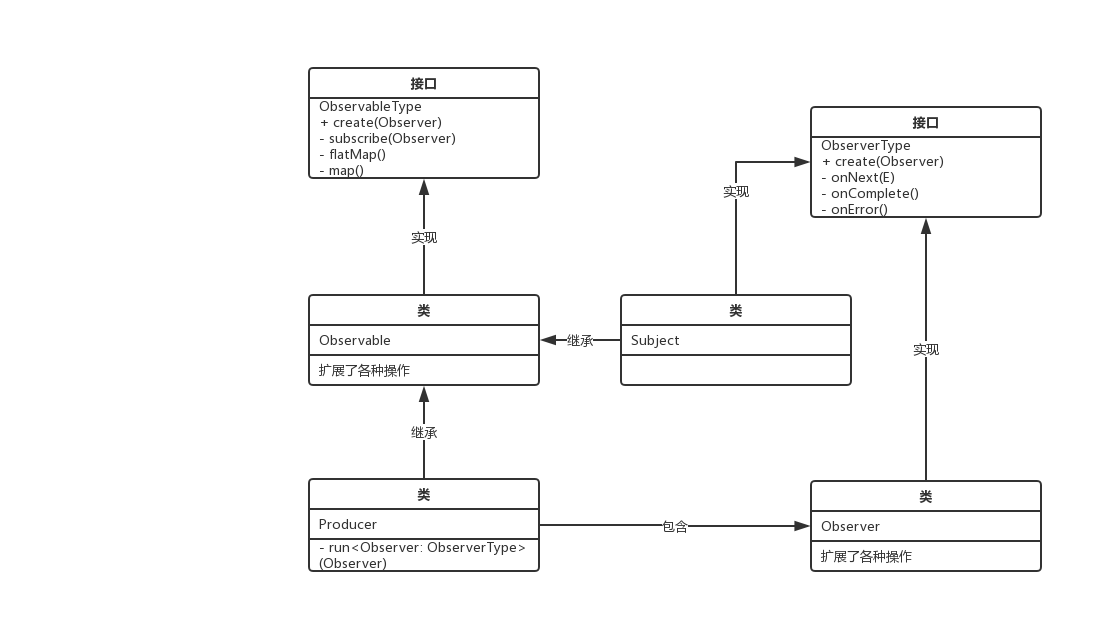 接口
ObservableType
+ create(Observer)
- subscribe(Observer)
- flatMap()
- map()
接口
ObserverType
+ create(Observer)
- onNext(E)
- onComplete()
- onError()
实现
实现
类
Observable
扩展了各种操作
继承
类
Subject
实现
继承
类
Producer
- run<Observer: ObserverType>
(Observer)
包含
类
Observer
扩展了各种操作